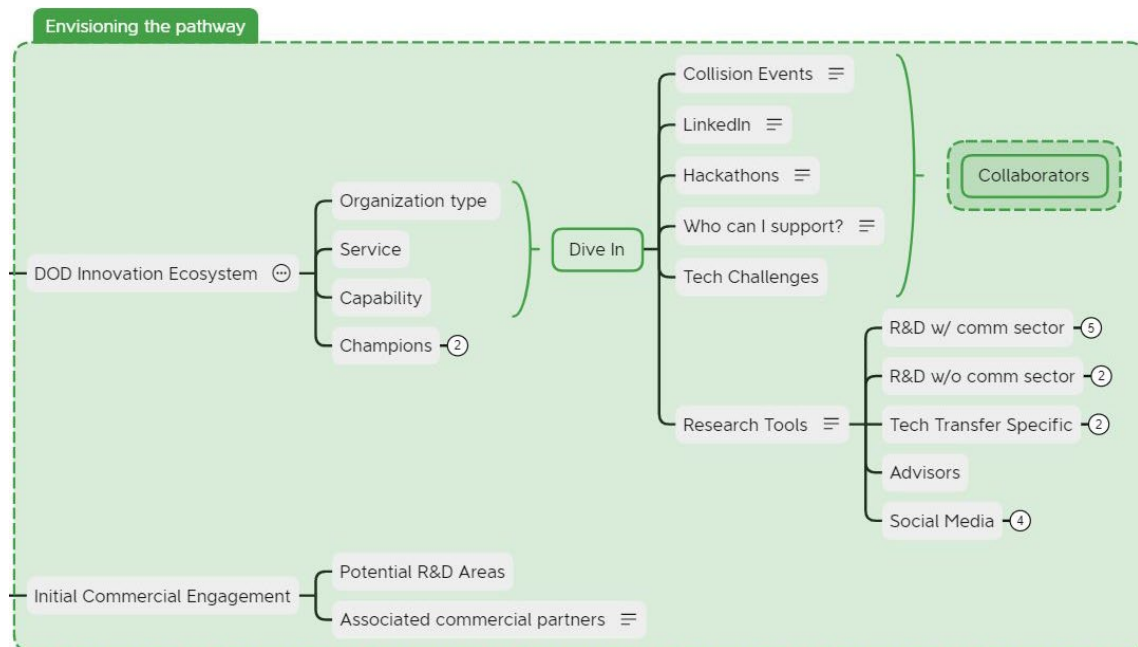 Envisioning the pathway
Collision Events
LinkedIn
Hackathons
Who can I support?
Tech Challenges
Collaborators
Organization type
Service
Capability
Champions 2
DOD Innovation Ecosystem
Dive In
R&D w/ comm sector 5
R&D w/o comm sector 2
Research Tools
Tech Transfer Specific 2
Advisors
Social Media 4
Initial Commercial Engagement
Potential R&D Areas
Associated commercial partners